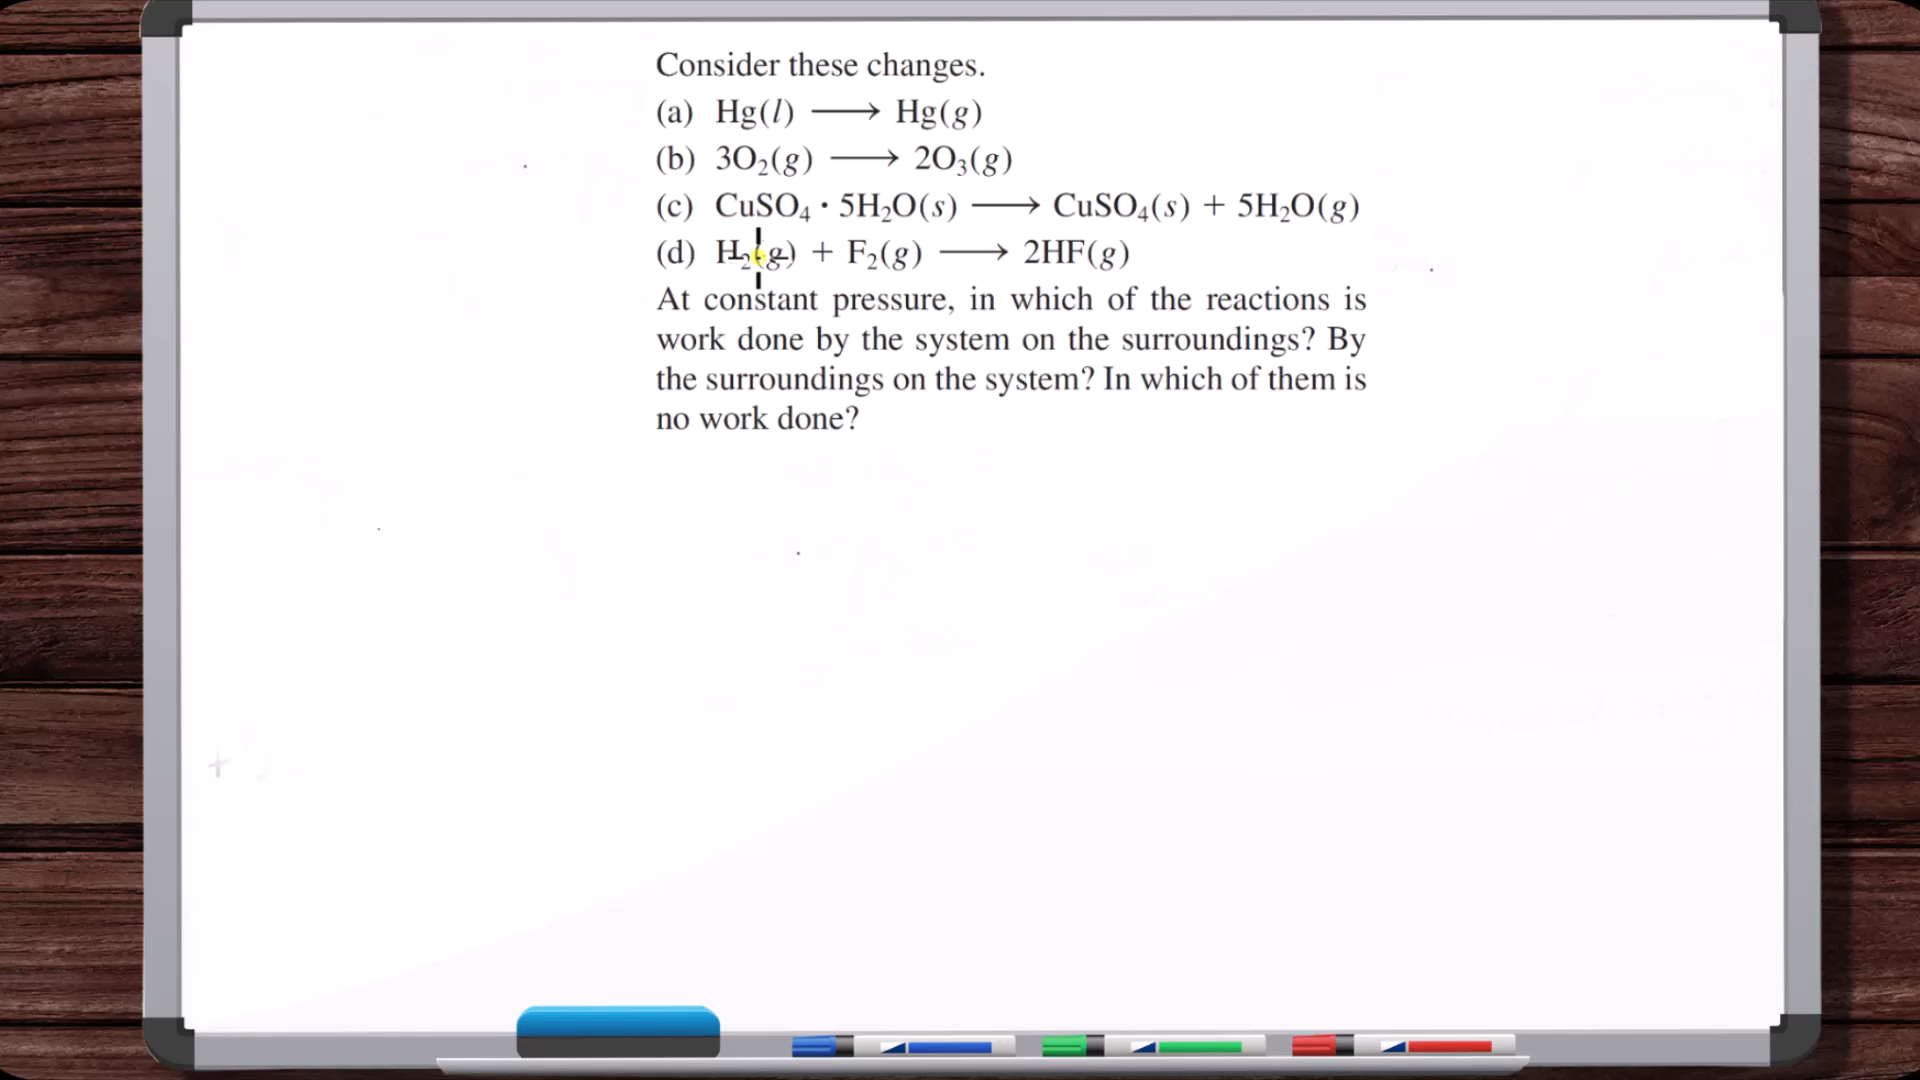 Consider these changes.
(a) Hg(l) ⟶ Hg(g)
(b) 3O₂(g) ⟶ 2O₃(g)
(c) CuSO₄ · 5H₂O(s) ⟶ CuSO₄(s) + 5H₂O(g)
(d) H₂(g) + F₂(g) ⟶ 2HF(g)
At constant pressure, in which of the reactions is
work done by the system on the surroundings? By
the surroundings on the system? In which of them is
no work done?